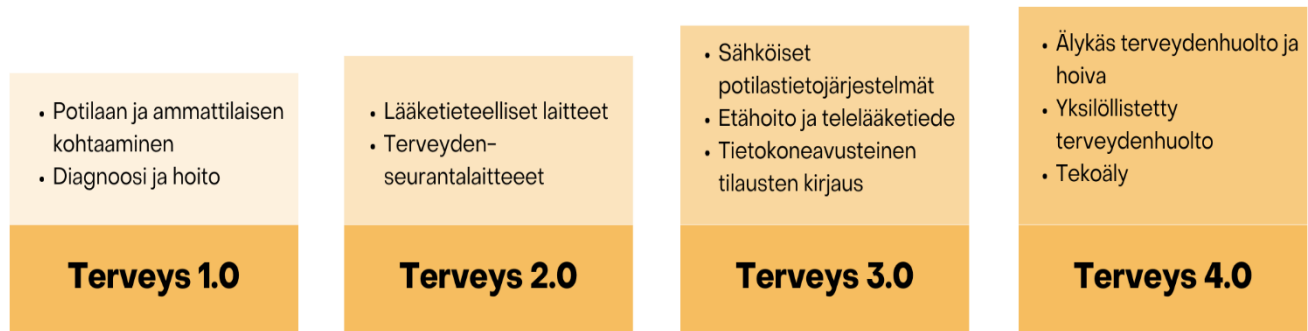 • Potilaan ja ammattilaisen
kohtaaminen
• Diagnoosi ja hoito
Terveys 1.0
• Lääketieteelliset laitteet
• Terveyden-
seurantalaitteeet
Terveys 2.0
• Sähköiset
potilastietojärjestelmät
• Etähoito ja telelääketiede
• Tietokoneavusteinen
tilausten kirjaus
Terveys 3.0
• Älykäs terveydenhuolto ja
hoiva
• Yksilöllistetty
terveydenhuolto
• Tekoäly
Terveys 4.0